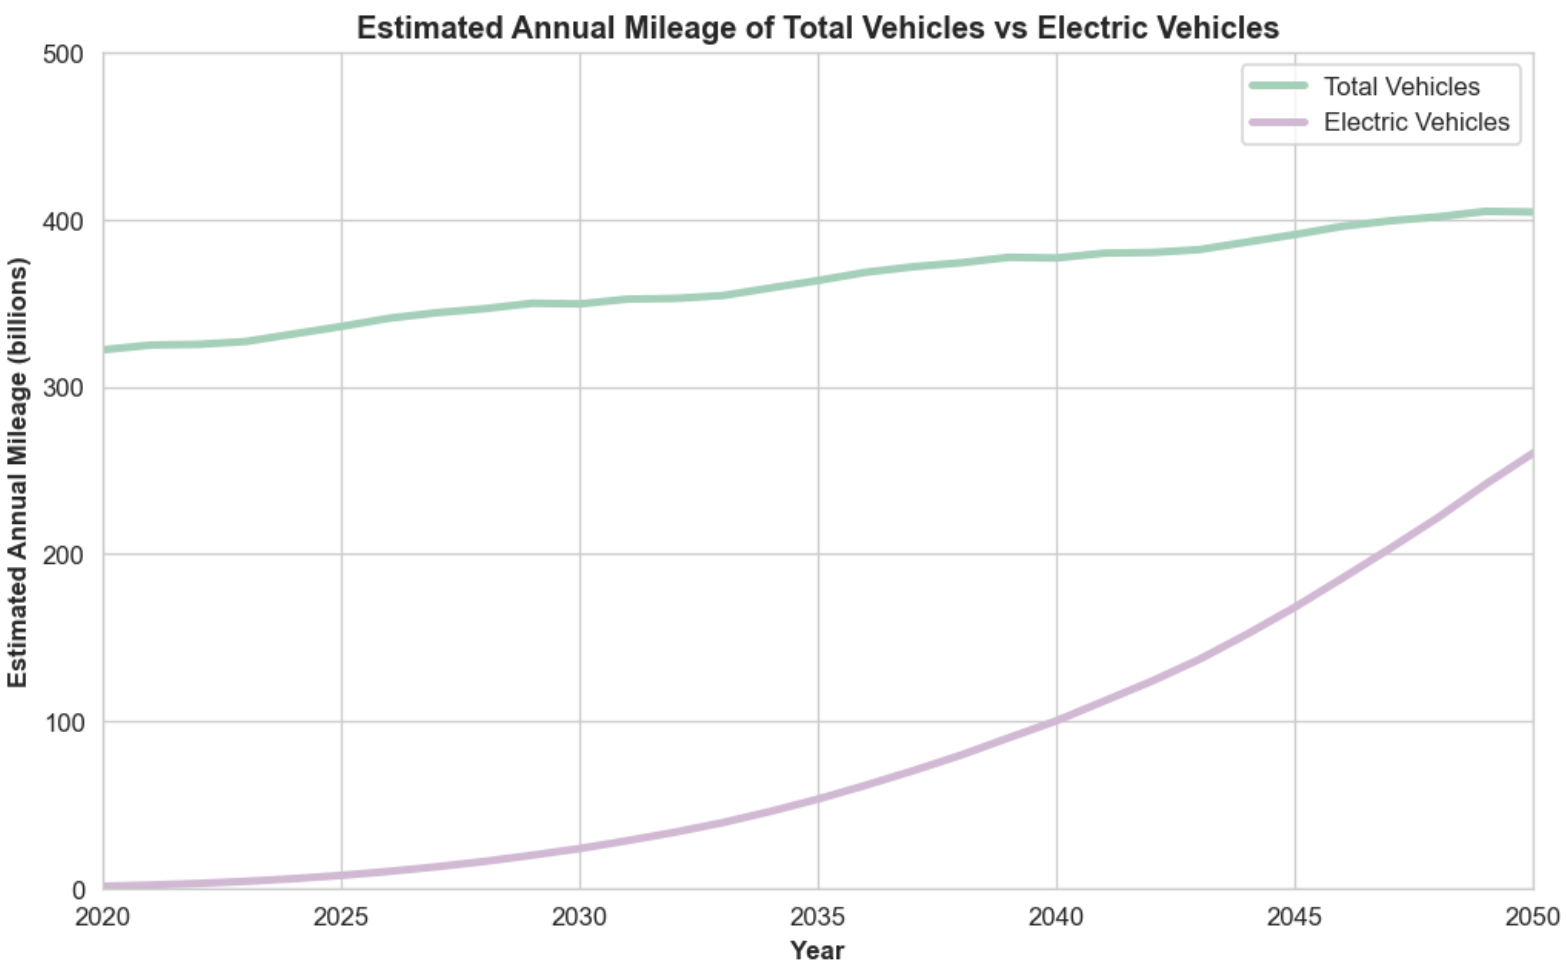 Estimated Annual Mileage of Total Vehicles vs Electric Vehicles
Total Vehicles
Electric Vehicles
Estimated Annual Mileage (billions)
500
400
300
200
100
0
2020 2025 2030 2035 2040 2045 2050
Year